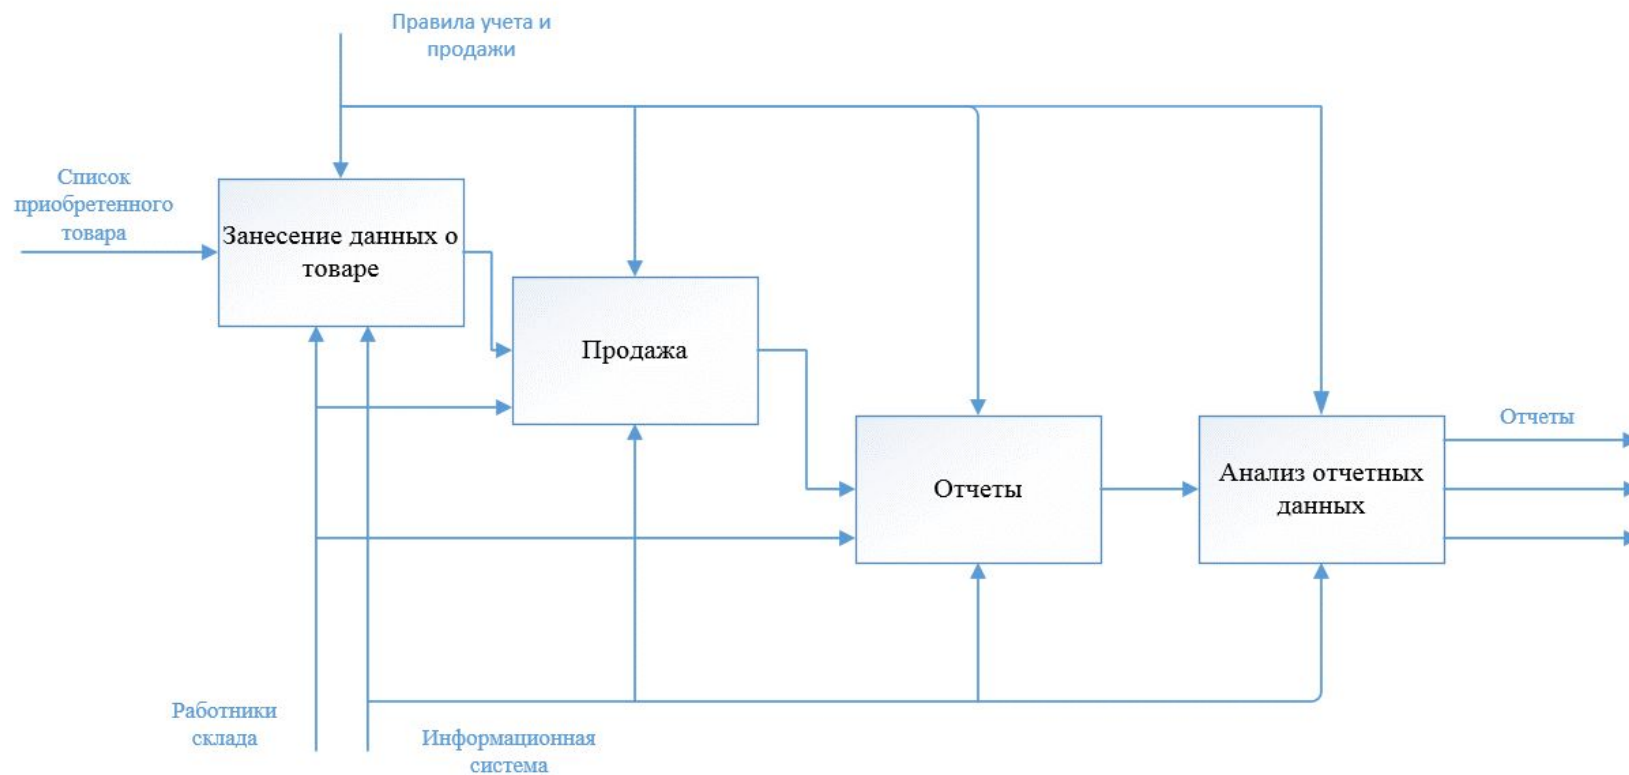 Правила учета и
продажи
Список
приобретенного
товара
Занесение данных о
товаре
Продажа
Отчеты
Отчеты
Анализ отчетных
данных
Работники
склада
Информационная
система